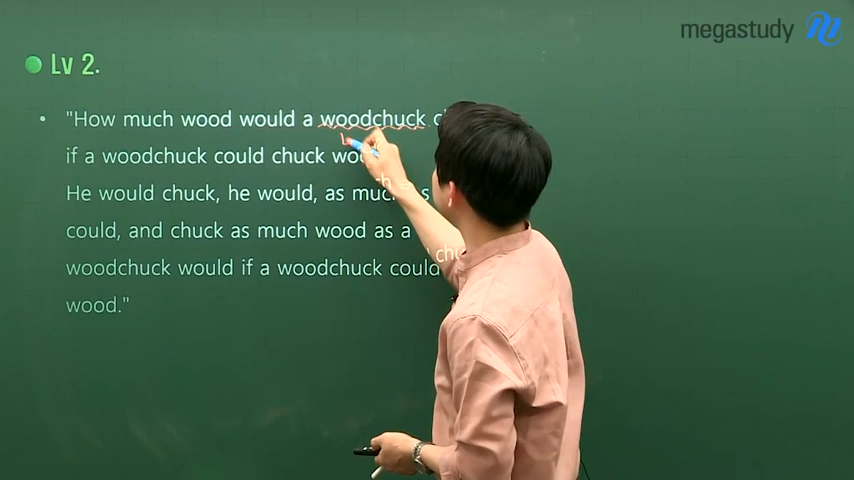 megastudy
Lv 2.
"How much wood would a woodchuck
if a woodchuck could chuck
He would chuck, he would, as much as
could, and chuck as much wood as a
woodchuck would if a woodchuck could
wood."